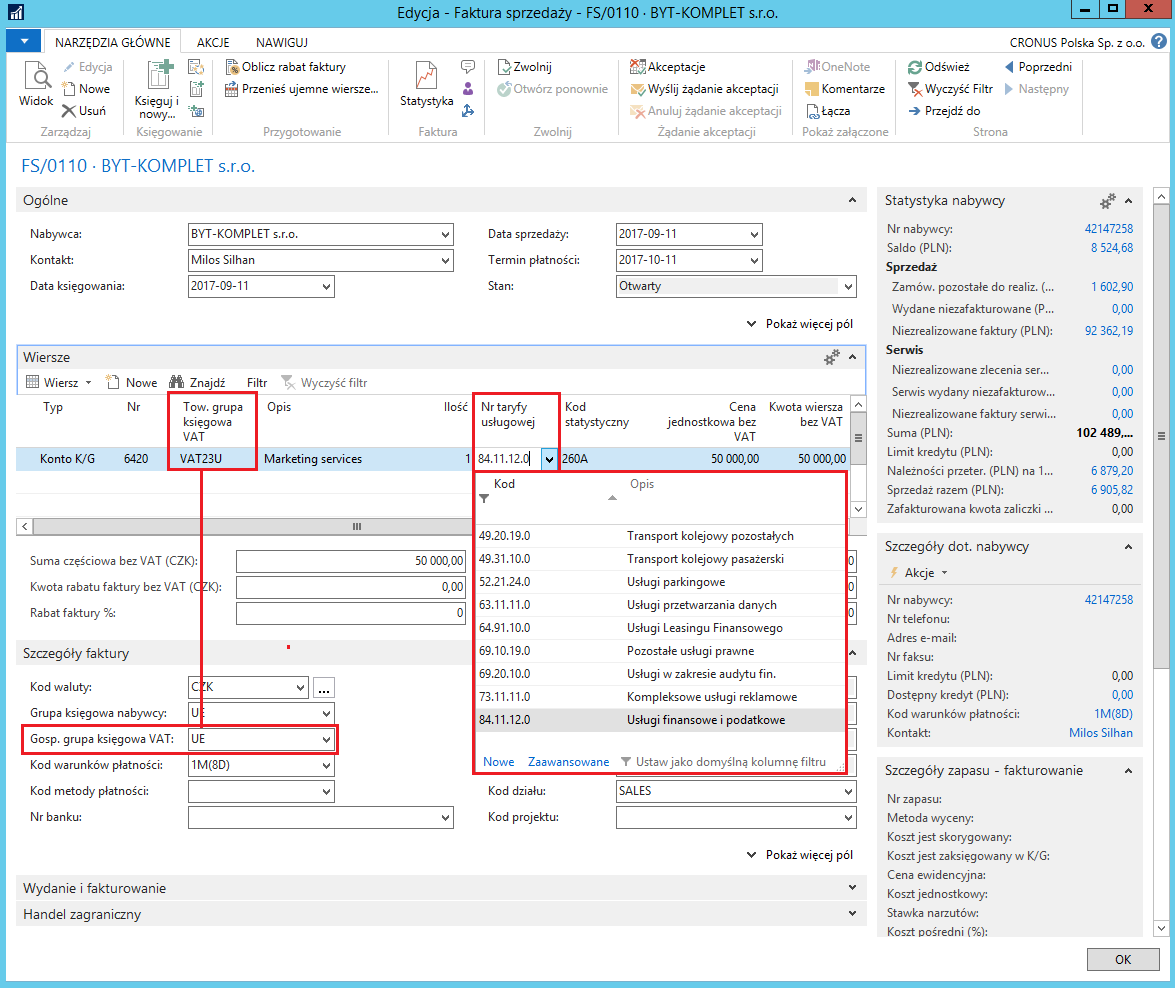 Edycja - Faktura sprzedaży - FS/0110 · BYT-KOMPLET s.r.o.
NARZĘDZIA GŁÓWNE AKCJE NAWIGUJ CRONUS Polska Sp. z o.o.
Widok
Edycja
Nowe
Usuń
Zarządzaj
Księguj i nowy...
Księgowanie
Oblicz rabat faktury
Przenieś ujemne wiersze...
Przygotowanie
Statystyka
Faktura
Zwolnij
Otwórz ponownie
Zwolnij
Akceptacje
Wyślij żądanie akceptacji
Anuluj żądanie akceptacji
Żądanie akceptacji
OneNote
Komentarze
Łącza
Pokaż załączone
Odśwież
Wyczyść Filtr
Przejdź do
Poprzedni
Następny
Strona
FS/0110 · BYT-KOMPLET s.r.o.
Ogólne
Nabywca: BYT-KOMPLET s.r.o.
Kontakt: Milos Silhan
Data księgowania: 2017-09-11
Data sprzedaży: 2017-09-11
Termin płatności: 2017-10-11
Stan: Otwarty
Pokaż więcej pól
Wiersze
Wiersz Nowe Znajdź Filtr Wyczyść filtr
Typ
Nr
Tow. grupa księgowa VAT
Opis
Ilość
Nr taryfy usługowej
Kod statystyczny
Cena jednostkowa bez VAT
Kwota wiersza bez VAT
Konto K/G 6420 VAT23U Marketing services 1 84.11.12.0 260A 50 000,00 50 000,00
Kod Opis
49.20.19.0 Transport kolejowy pozostałych
49.31.10.0 Transport kolejowy pasażerski
52.21.24.0 Usługi parkingowe
63.11.11.0 Usługi przetwarzania danych
64.91.10.0 Usługi Leasingu Finansowego
69.10.19.0 Pozostałe usługi prawne
69.20.10.0 Usługi w zakresie audytu fin.
73.11.11.0 Kompleksowe usługi reklamowe
84.11.12.0 Usługi finansowe i podatkowe
Nowe Zaawansowane Ustaw jako domyślną kolumnę filtru
Suma częściowa bez VAT (CZK): 50 000,00
Kwota rabatu faktury bez VAT (CZK): 0,00
Rabat faktury %: 0
Szczegóły faktury
Kod waluty: CZK ...
Grupa księgowa nabywcy: UE
Gosp. grupa księgowa VAT: UE
Kod warunków płatności: 1M(8D)
Kod metody płatności:
Nr banku:
Kod działu: SALES
Kod projektu:
Pokaż więcej pól
Wydanie i fakturowanie
Handel zagraniczny
Statystyka nabywcy
Nr nabywcy: 42147258
Saldo (PLN): 8 524,68
Sprzedaż
Zamów. pozostałe do realiz. (... 1 602,90
Wydane niezafakturowane (P... 0,00
Niezrealizowane faktury (PLN): 92 362,19
Serwis
Niezrealizowane zlecenia ser... 0,00
Serwis wydany niezafakturow... 0,00
Niezrealizowane faktury serwi... 0,00
Suma (PLN): 102 489,...
Limit kredytu (PLN): 0,00
Należności przeter. (PLN) na 1... 6 879,20
Sprzedaż razem (PLN): 6 905,82
Zafakturowana kwota zaliczki ... 0,00
Szczegóły dot. nabywcy
Akcje
Nr nabywcy: 42147258
Nr telefonu:
Adres e-mail:
Nr faksu:
Limit kredytu (PLN): 0,00
Dostępny kredyt (PLN): 0,00
Kod warunków płatności: 1M(8D)
Kontakt: Milos Silhan
Szczegóły zapasu - fakturowanie
Nr zapasu:
Metoda wyceny:
Koszt jest skorygowany:
Koszt jest zaksięgowany w K/G:
Cena ewidencyjna:
Koszt jednostkowy:
Stawka narzutów:
Koszt pośredni (%):
OK